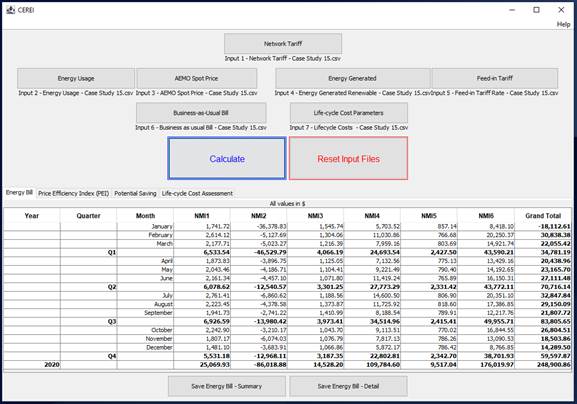 CEREI
Help
Network Tariff
Input 1 - Network Tariff - Case Study 15.csv
Energy Usage AEMO Spot Price Energy Generated Feed-in Tariff
Input 2 - Energy Usage - Case Study 15.csv Input 3 - AEMO Spot Price - Case Study 15.csv Input 4 - Energy Generated Renewable - Case Study 15.csv Input 5 - Feed-in Tariff Rate - Case Study 15.csv
Business-as-Usual Bill Life-cycle Cost Parameters
Input 6 - Business as usual Bill - Case Study 15.csv Input 7 - Lifecycle Costs - Case Study 15.csv
Calculate Reset Input Files
Energy Bill Price Efficiency Index (PEI) Potential Saving Life-cycle Cost Assessment
All values in $
Year Quarter Month NMI1 NMI2 NMI3 NMI4 NMI5 NMI6 Grand Total
January 1,741.72 -36,378.83 1,545.74 5,703.52 857.14 8,418.10 -18,112.61
February 2,614.12 -5,127.69 1,304.06 11,030.86 766.68 20,250.37 30,838.38
March 2,177.71 -5,023.27 1,216.39 7,959.16 803.69 14,921.74 22,055.42
Q1 6,533.54 -46,529.79 4,066.19 24,693.54 2,427.50 43,590.21 34,781.19
April 1,873.83 -3,896.75 1,125.05 7,132.56 775.13 13,429.16 20,438.96
May 2,043.46 -4,186.71 1,104.41 9,221.49 790.40 14,192.65 23,165.70
June 2,161.34 -4,457.10 1,071.80 11,419.24 765.89 16,150.31 27,111.48
Q2 6,078.62 -12,540.57 3,301.25 27,773.29 2,331.42 43,772.11 70,716.14
July 2,761.41 -6,860.62 1,188.56 14,600.50 806.90 20,351.10 32,847.84
August 2,223.45 -4,378.58 1,373.87 11,725.92 818.60 17,386.85 29,150.09
September 1,941.73 -2,741.22 1,410.99 8,188.54 789.91 12,217.76 21,807.72
Q3 6,926.59 -13,980.42 3,973.41 34,514.96 2,415.41 49,955.71 83,805.65
October 2,242.90 -3,210.17 1,043.70 9,113.51 770.02 16,844.55 26,804.51
November 1,807.17 -6,074.03 1,076.79 7,817.13 786.26 13,090.53 18,503.86
December 1,481.10 -3,683.91 1,066.86 5,872.17 786.42 8,766.85 14,289.50
Q4 5,531.18 -12,968.11 3,187.35 22,802.81 2,342.70 38,701.93 59,597.87
2020 25,069.93 -86,018.88 14,528.20 109,784.60 9,517.04 176,019.97 248,900.86
Save Energy Bill - Summary Save Energy Bill - Detail